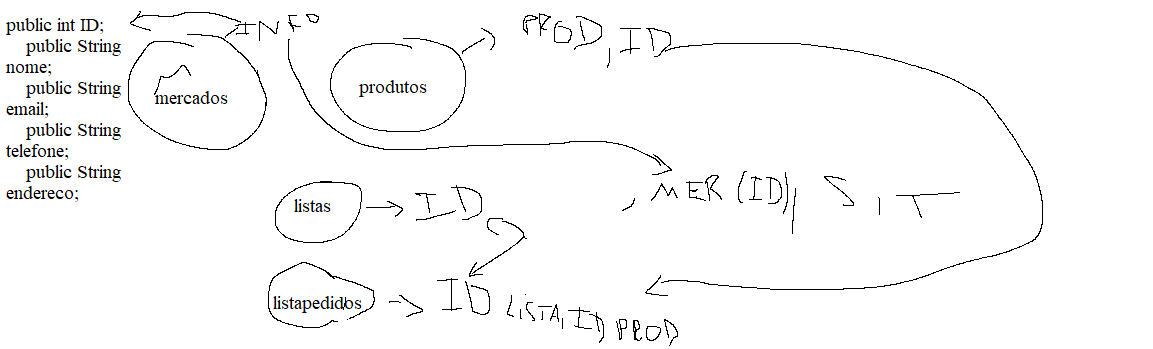 public int ID;
public String
nome;
public String
email;
public String
telefone;
public String
endereco;
INFO
mercados
produtos
PROD, ID
listas
ID
, MER (ID), S, T
listapedidos
ID LISTA, ID PROD